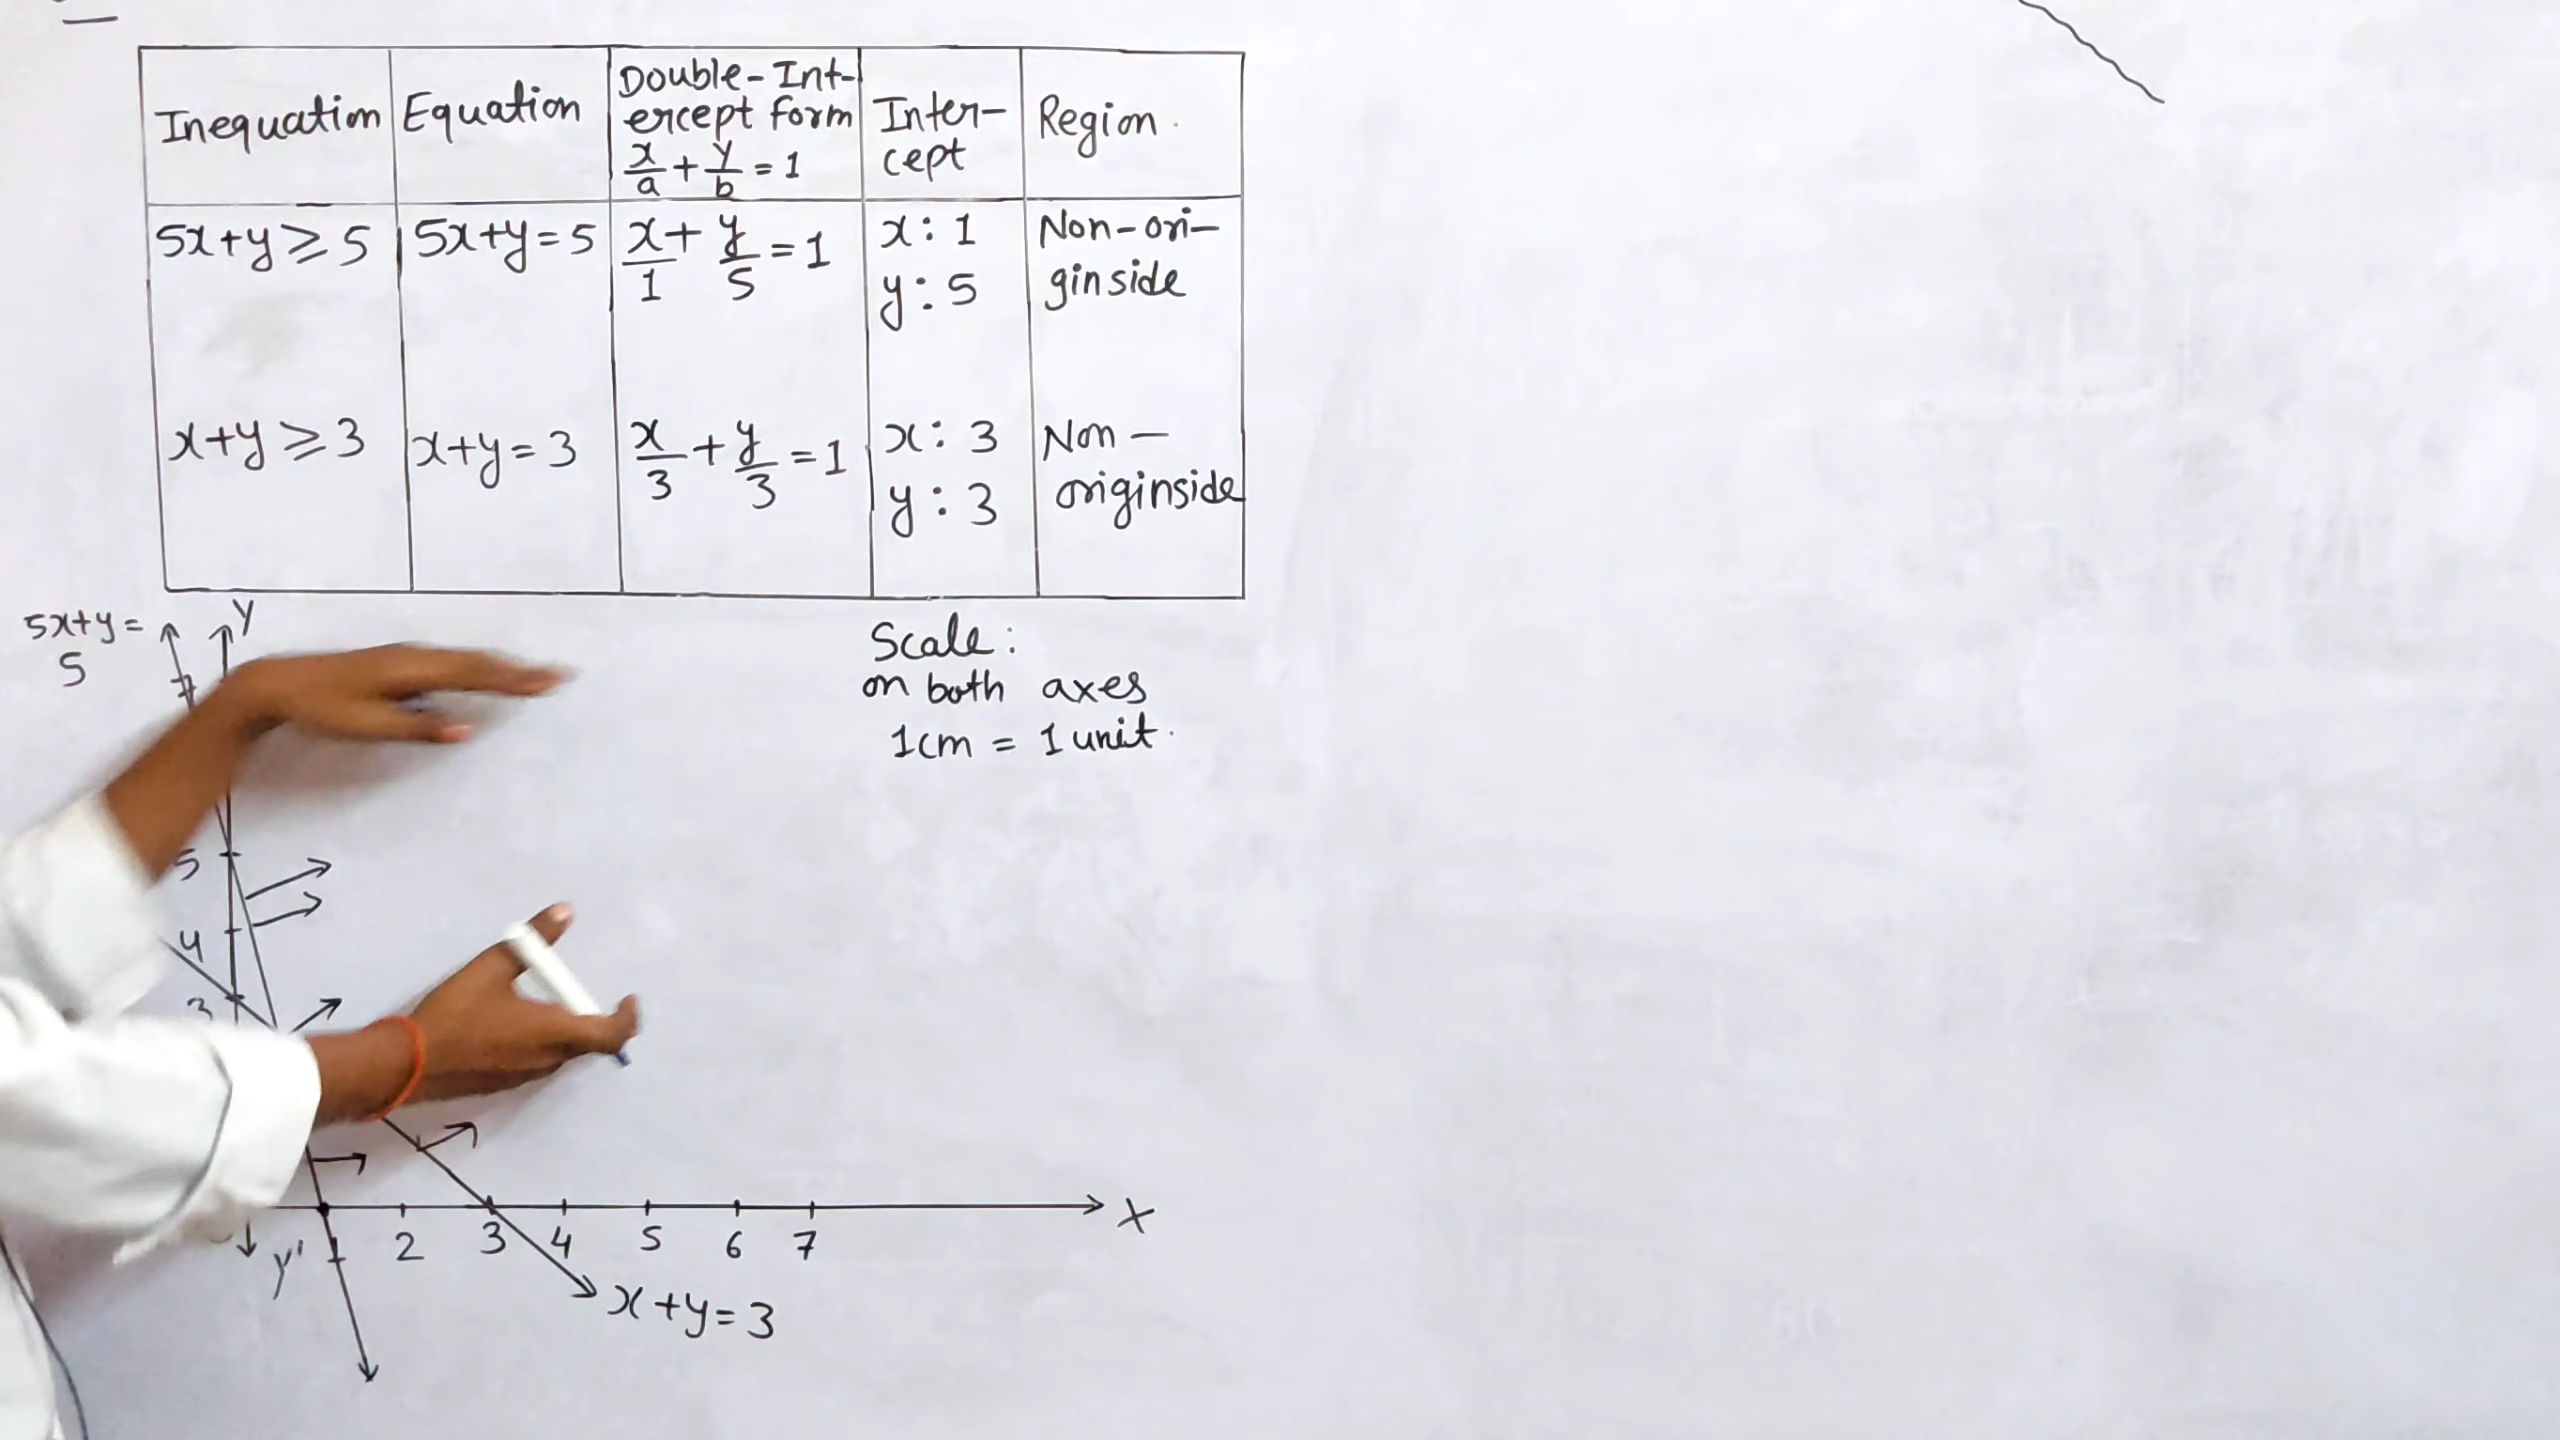 Inequation
Equation
Double-Int-
ercept form
x/a + y/b = 1
Inter-
cept
Region
5x+y ≥ 5
5x+y = 5
x/1 + y/5 = 1
x: 1
y: 5
Non-ori-
ginside
x+y ≥ 3
x+y = 3
x/3 + y/3 = 1
x: 3
y: 3
Non-
originside
5x+y =
5
Y
Scale:
on both axes
1cm = 1 unit.
5
4
3
X
Y' 1 2 3 4 5 6 7
x+y=3